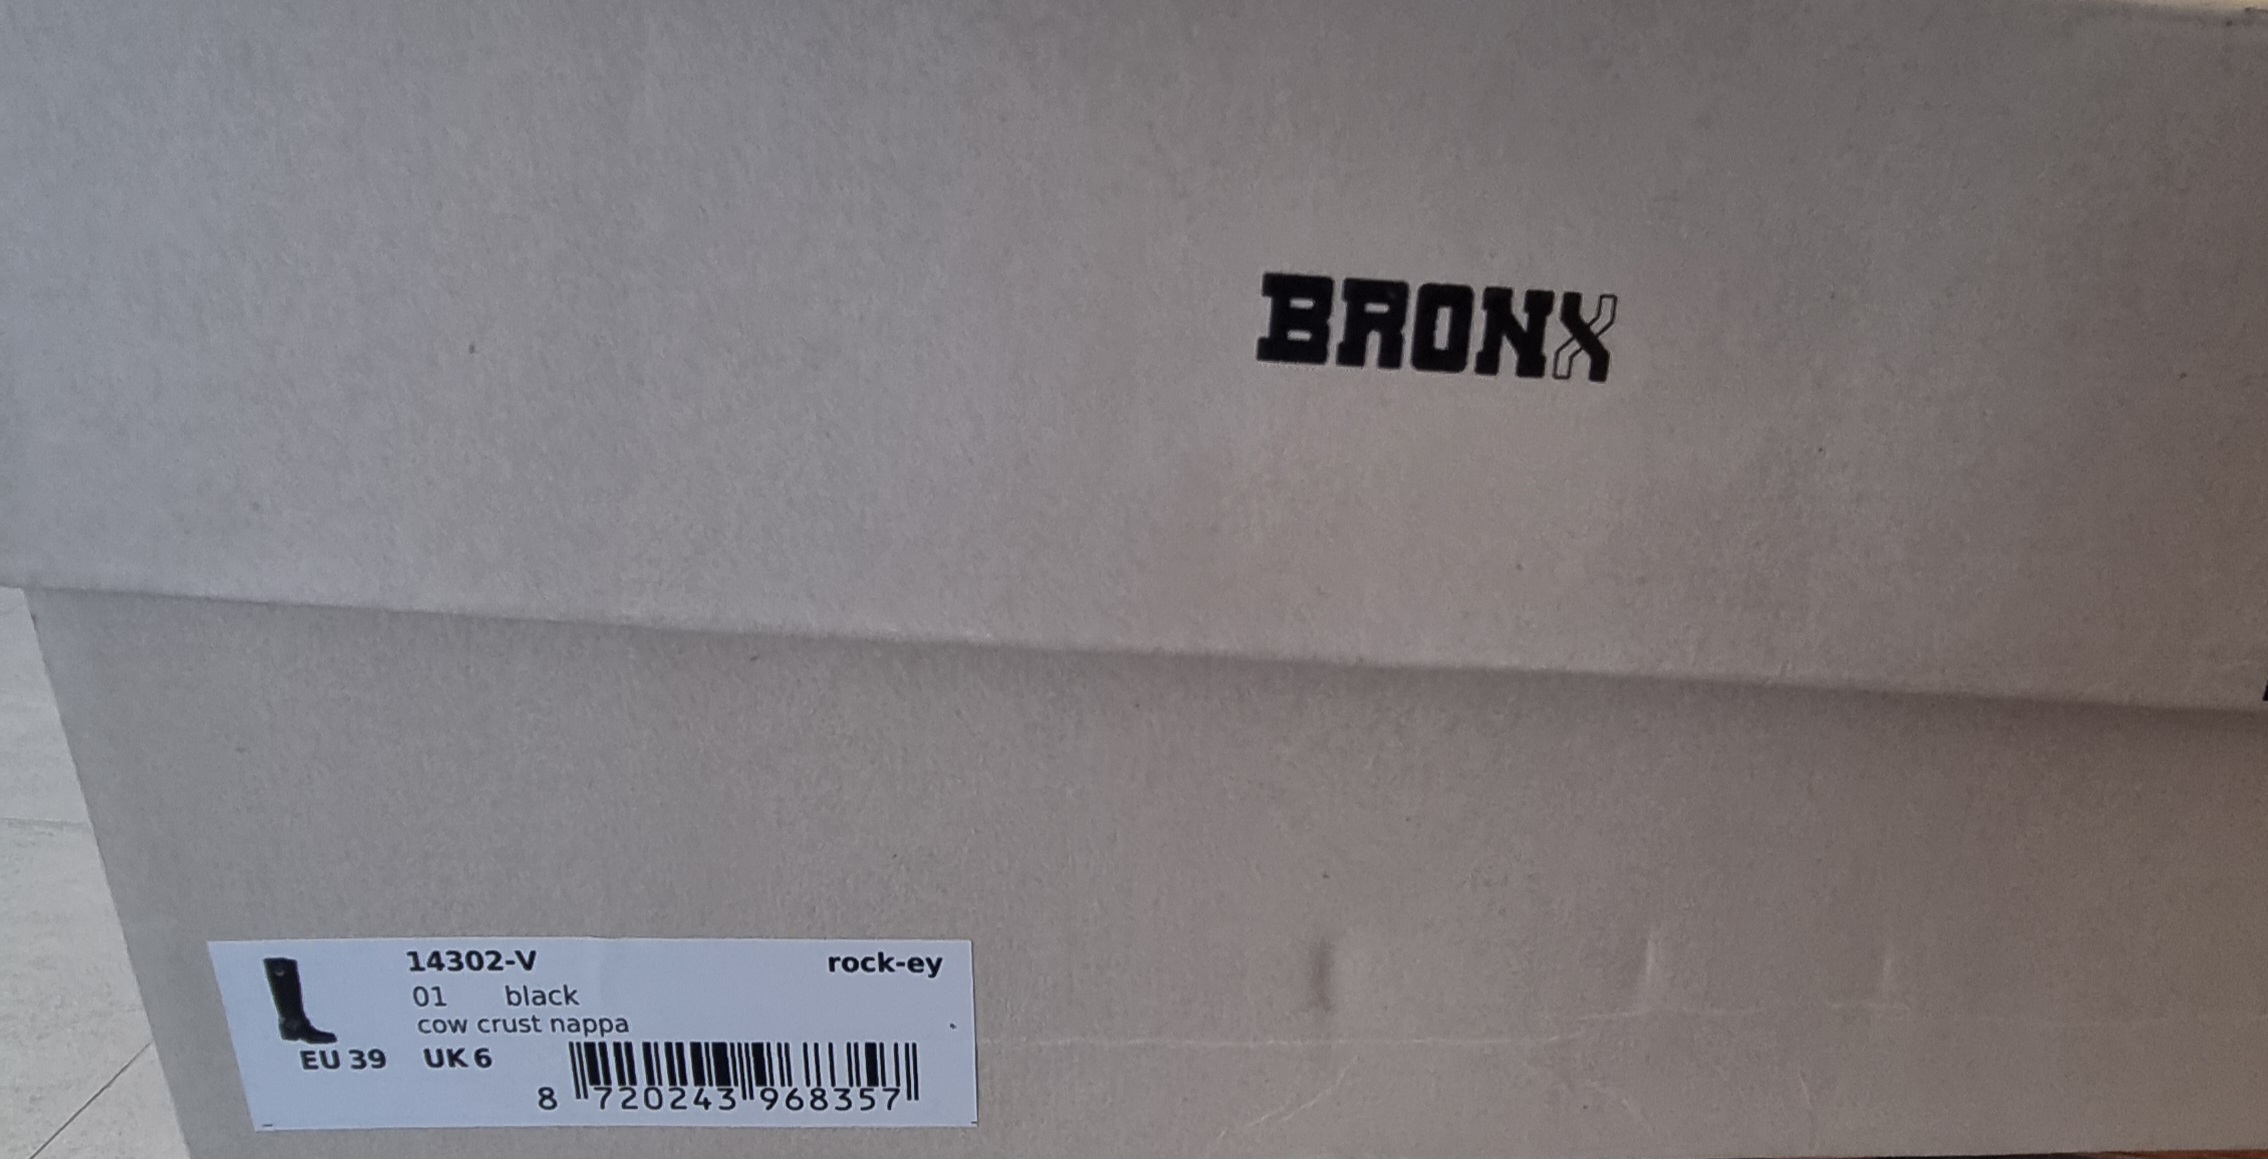 BRONX
14302-V rock-ey
01 black
cow crust nappa
EU 39 UK 6
8 720243 968357